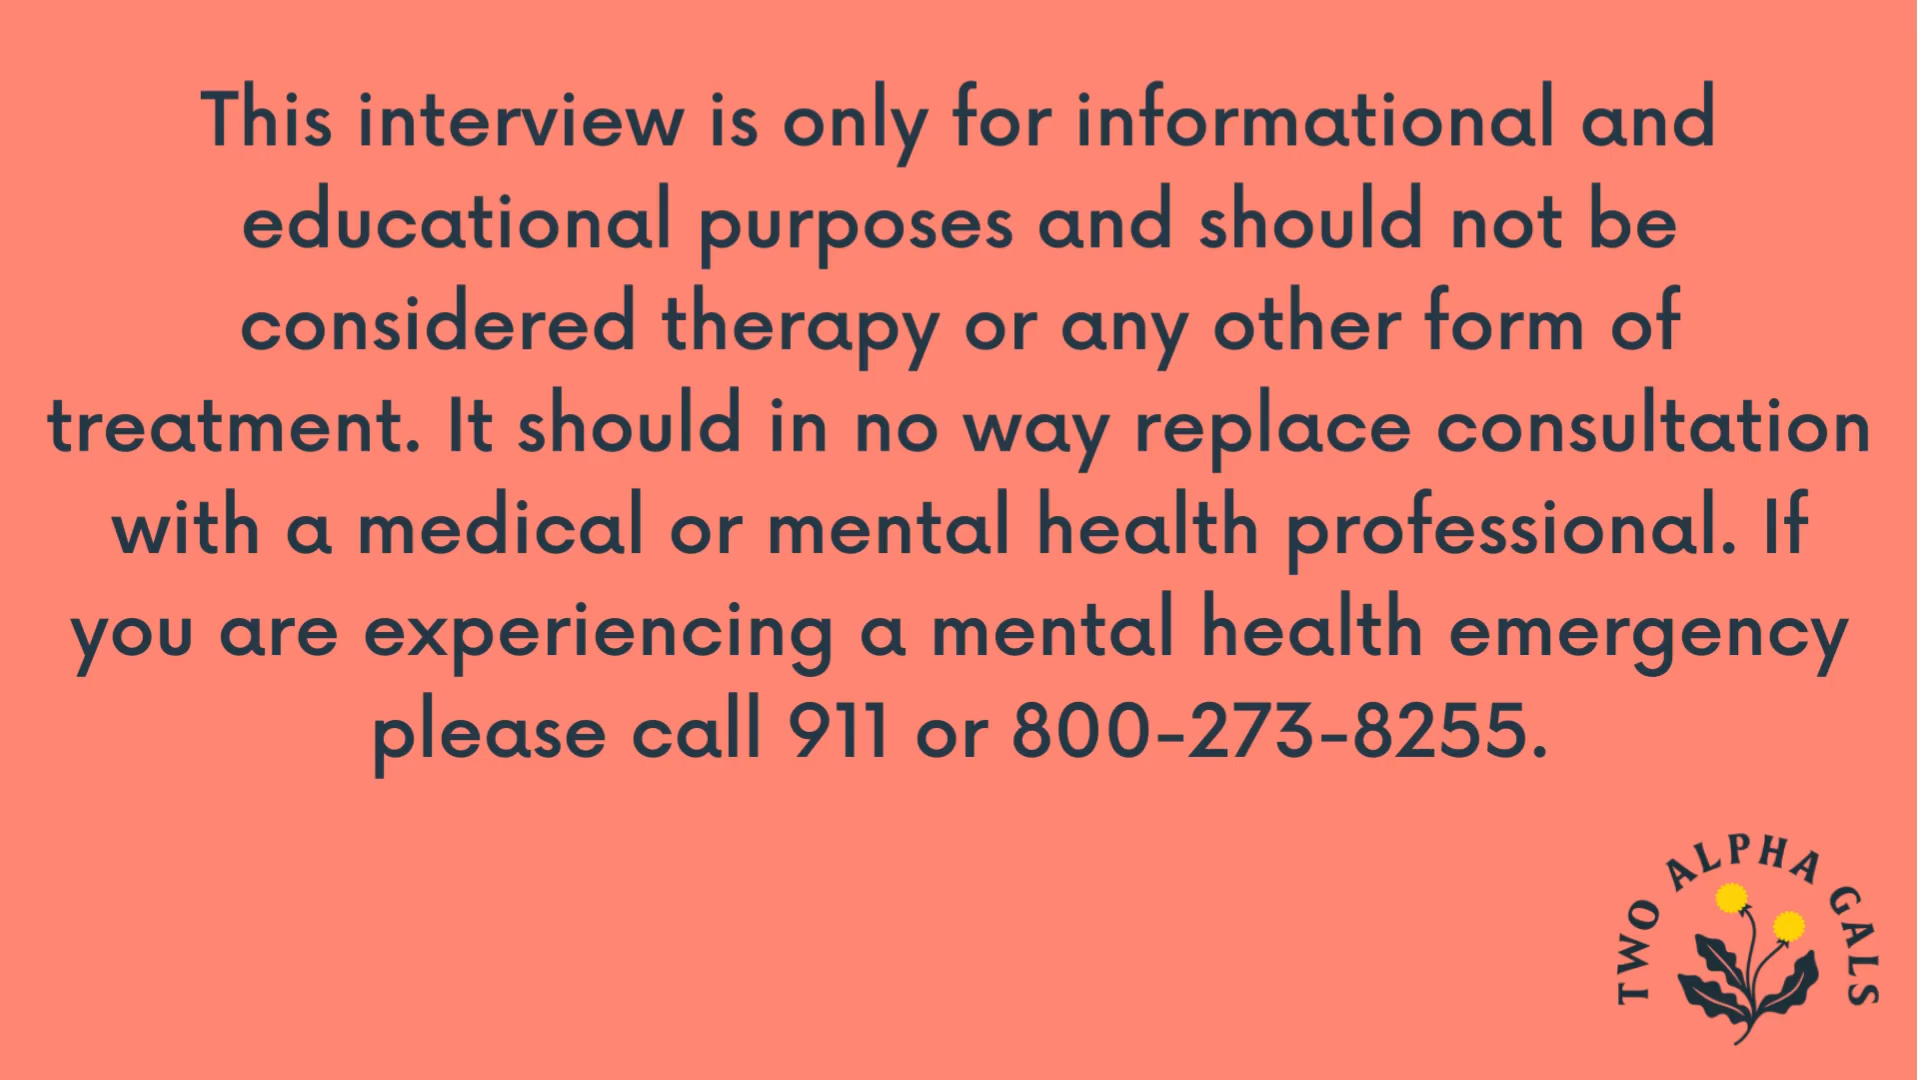 This interview is only for informational and
educational purposes and should not be
considered therapy or any other form of
treatment. It should in no way replace consultation
with a medical or mental health professional. If
you are experiencing a mental health emergency
please call 911 or 800-273-8255.
TWO ALPHA GALS